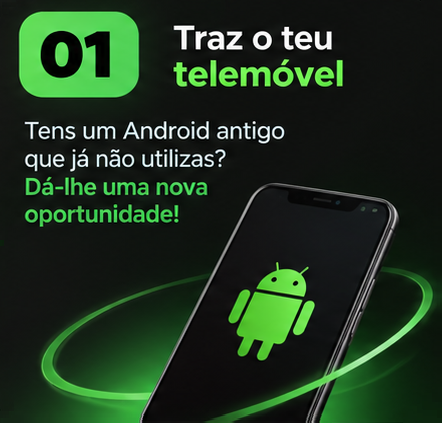 01
Traz o teu
telemóvel
Tens um Android antigo
que já não utilizas?
Dá-lhe uma nova
oportunidade!